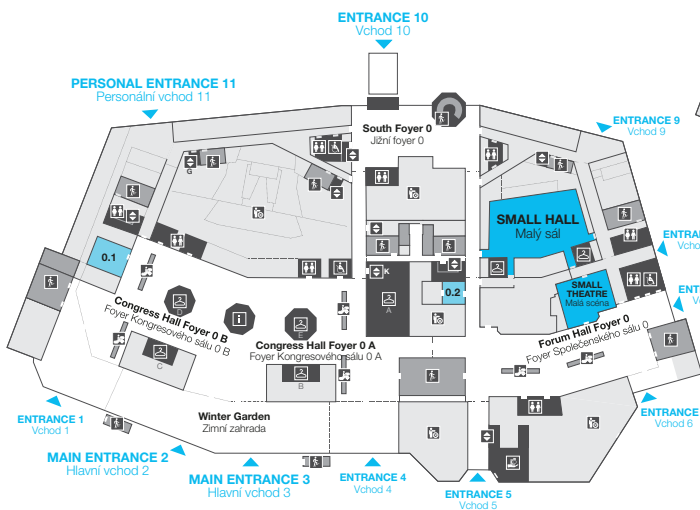 ENTRANCE 10
Vchod 10
PERSONAL ENTRANCE 11
Personální vchod 11
South Foyer 0
Jižní foyer 0
ENTRANCE 9
Vchod 9
G
SMALL HALL
Malý sál
0.1
K
0.2
SMALL
THEATRE
Malá scéna
D
i
E
A
Congress Hall Foyer 0 B
Foyer Kongresového sálu 0 B
Congress Hall Foyer 0 A
Foyer Kongresového sálu 0 A
Forum Hall Foyer 0
Foyer Společenského sálu 0
C
B
Winter Garden
Zimní zahrada
ENTRANCE 1
Vchod 1
MAIN ENTRANCE 2
Hlavní vchod 2
MAIN ENTRANCE 3
Hlavní vchod 3
ENTRANCE 4
Vchod 4
ENTRANCE 5
Vchod 5
ENTRANCE
Vchod 6